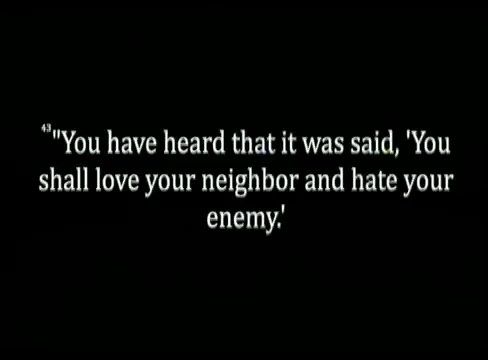 43"You have heard that it was said, 'You
shall love your neighbor and hate your
enemy.'